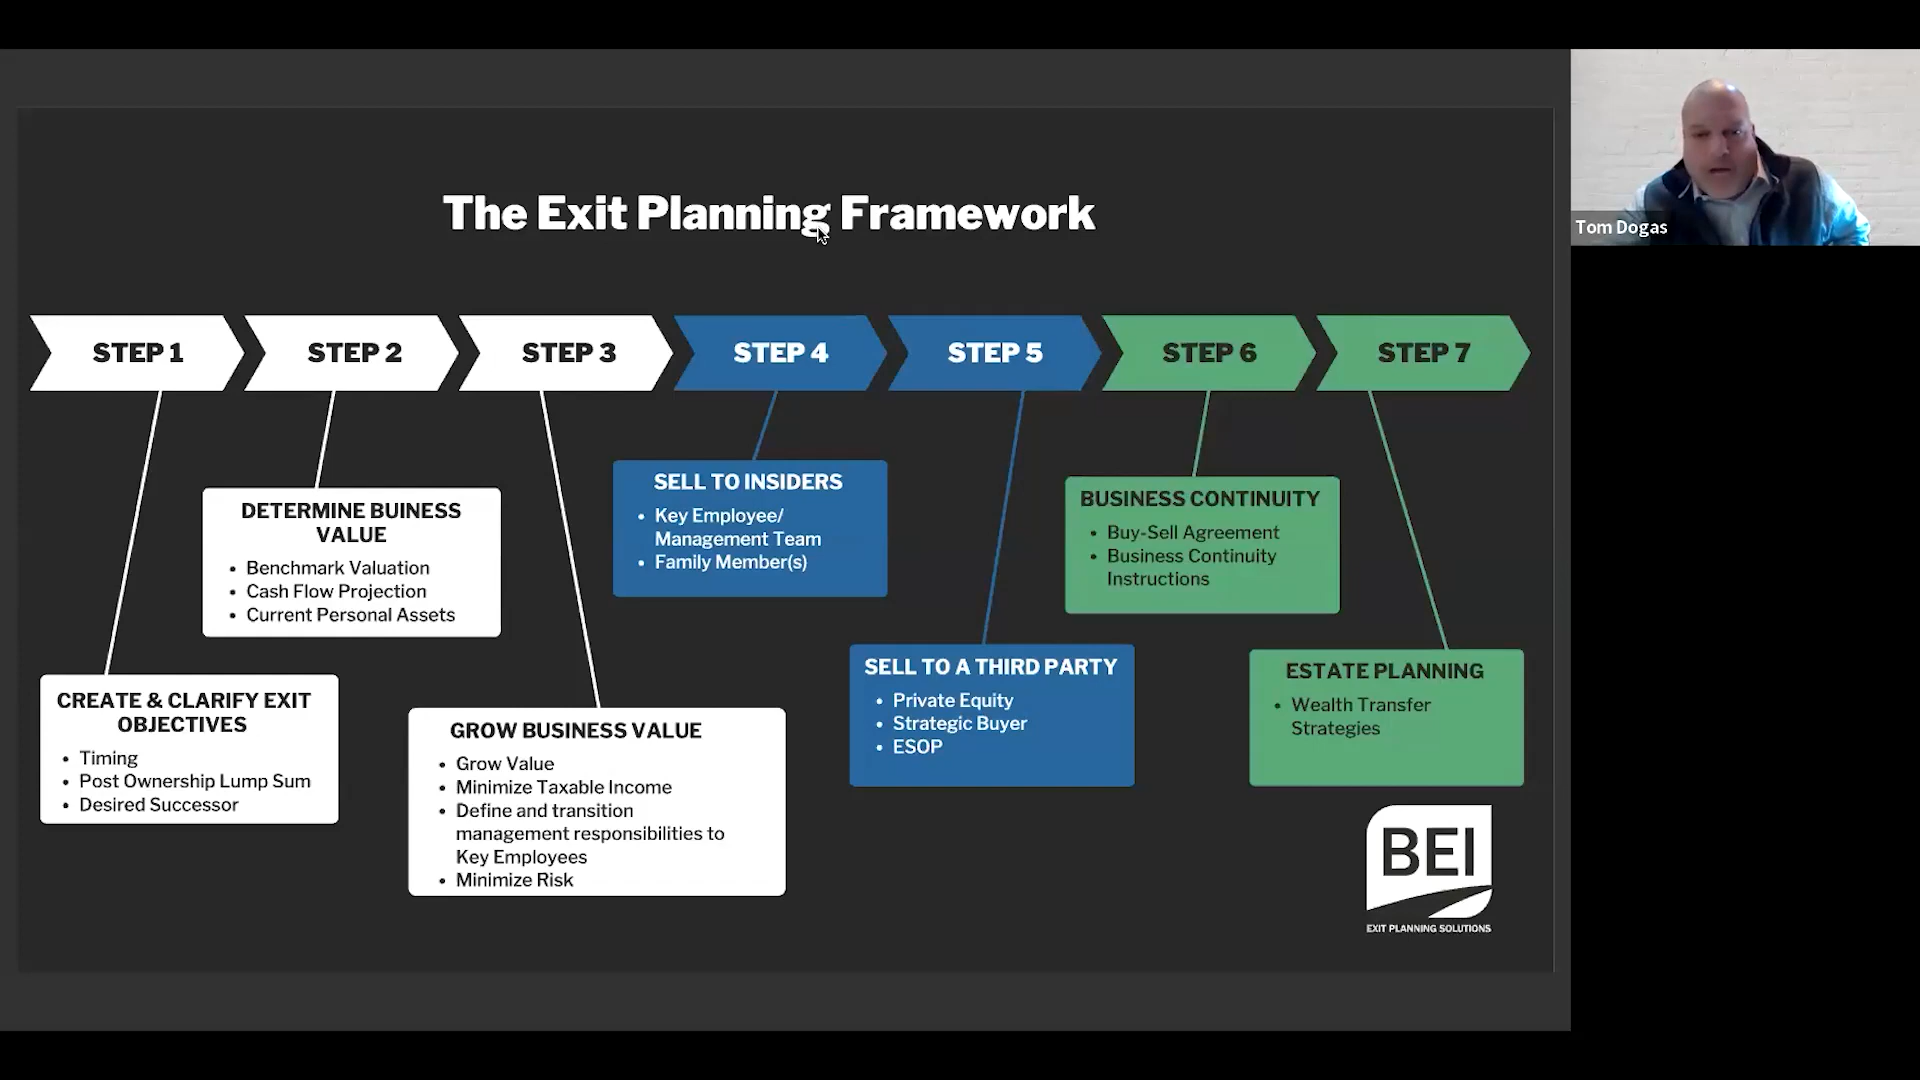 The Exit Planning Framework
Tom Dogas
STEP 1
STEP 2
STEP 3
STEP 4
STEP 5
STEP 6
STEP 7
CREATE & CLARIFY EXIT
OBJECTIVES
• Timing
• Post Ownership Lump Sum
• Desired Successor
DETERMINE BUINESS
VALUE
• Benchmark Valuation
• Cash Flow Projection
• Current Personal Assets
GROW BUSINESS VALUE
• Grow Value
• Minimize Taxable Income
• Define and transition
management responsibilities to
Key Employees
• Minimize Risk
SELL TO INSIDERS
• Key Employee/
Management Team
• Family Member(s)
SELL TO A THIRD PARTY
• Private Equity
• Strategic Buyer
• ESOP
BUSINESS CONTINUITY
• Buy-Sell Agreement
• Business Continuity
Instructions
ESTATE PLANNING
• Wealth Transfer
Strategies
BEI
EXIT PLANNING SOLUTIONS